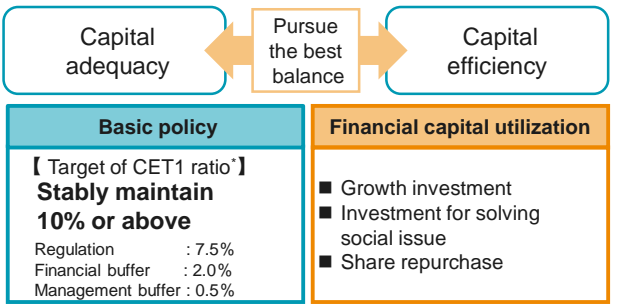 Capital
adequacy
Pursue
the best
balance
Capital
efficiency
Basic policy
【 Target of CET1 ratio*】
Stably maintain
10% or above
Regulation : 7.5%
Financial buffer : 2.0%
Management buffer : 0.5%
Financial capital utilization
■ Growth investment
■ Investment for solving
social issue
■ Share repurchase